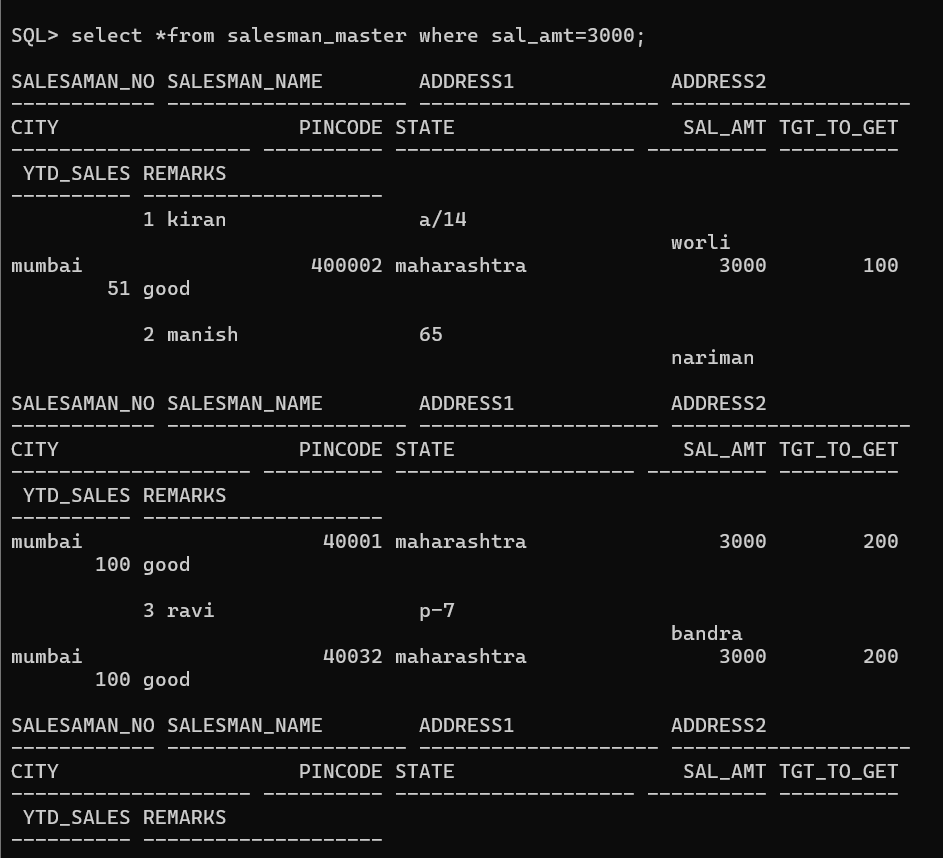 SQL> select *from salesman_master where sal_amt=3000;
SALESAMAN_NO SALESMAN_NAME        ADDRESS1             ADDRESS2
------------ -------------------- -------------------- --------------------
CITY                    PINCODE STATE                   SAL_AMT TGT_TO_GET
-------------------- ---------- -------------------- ---------- ----------
 YTD_SALES REMARKS
---------- --------------------
           1 kiran                a/14
                                                       worli
mumbai                   400002 maharashtra                3000        100
        51 good
           2 manish               65
                                                       nariman
SALESAMAN_NO SALESMAN_NAME        ADDRESS1             ADDRESS2
------------ -------------------- -------------------- --------------------
CITY                    PINCODE STATE                   SAL_AMT TGT_TO_GET
-------------------- ---------- -------------------- ---------- ----------
 YTD_SALES REMARKS
---------- --------------------
mumbai                    40001 maharashtra                3000        200
       100 good
           3 ravi                 p-7
                                                       bandra
mumbai                    40032 maharashtra                3000        200
       100 good
SALESAMAN_NO SALESMAN_NAME        ADDRESS1             ADDRESS2
------------ -------------------- -------------------- --------------------
CITY                    PINCODE STATE                   SAL_AMT TGT_TO_GET
-------------------- ---------- -------------------- ---------- ----------
 YTD_SALES REMARKS
---------- --------------------